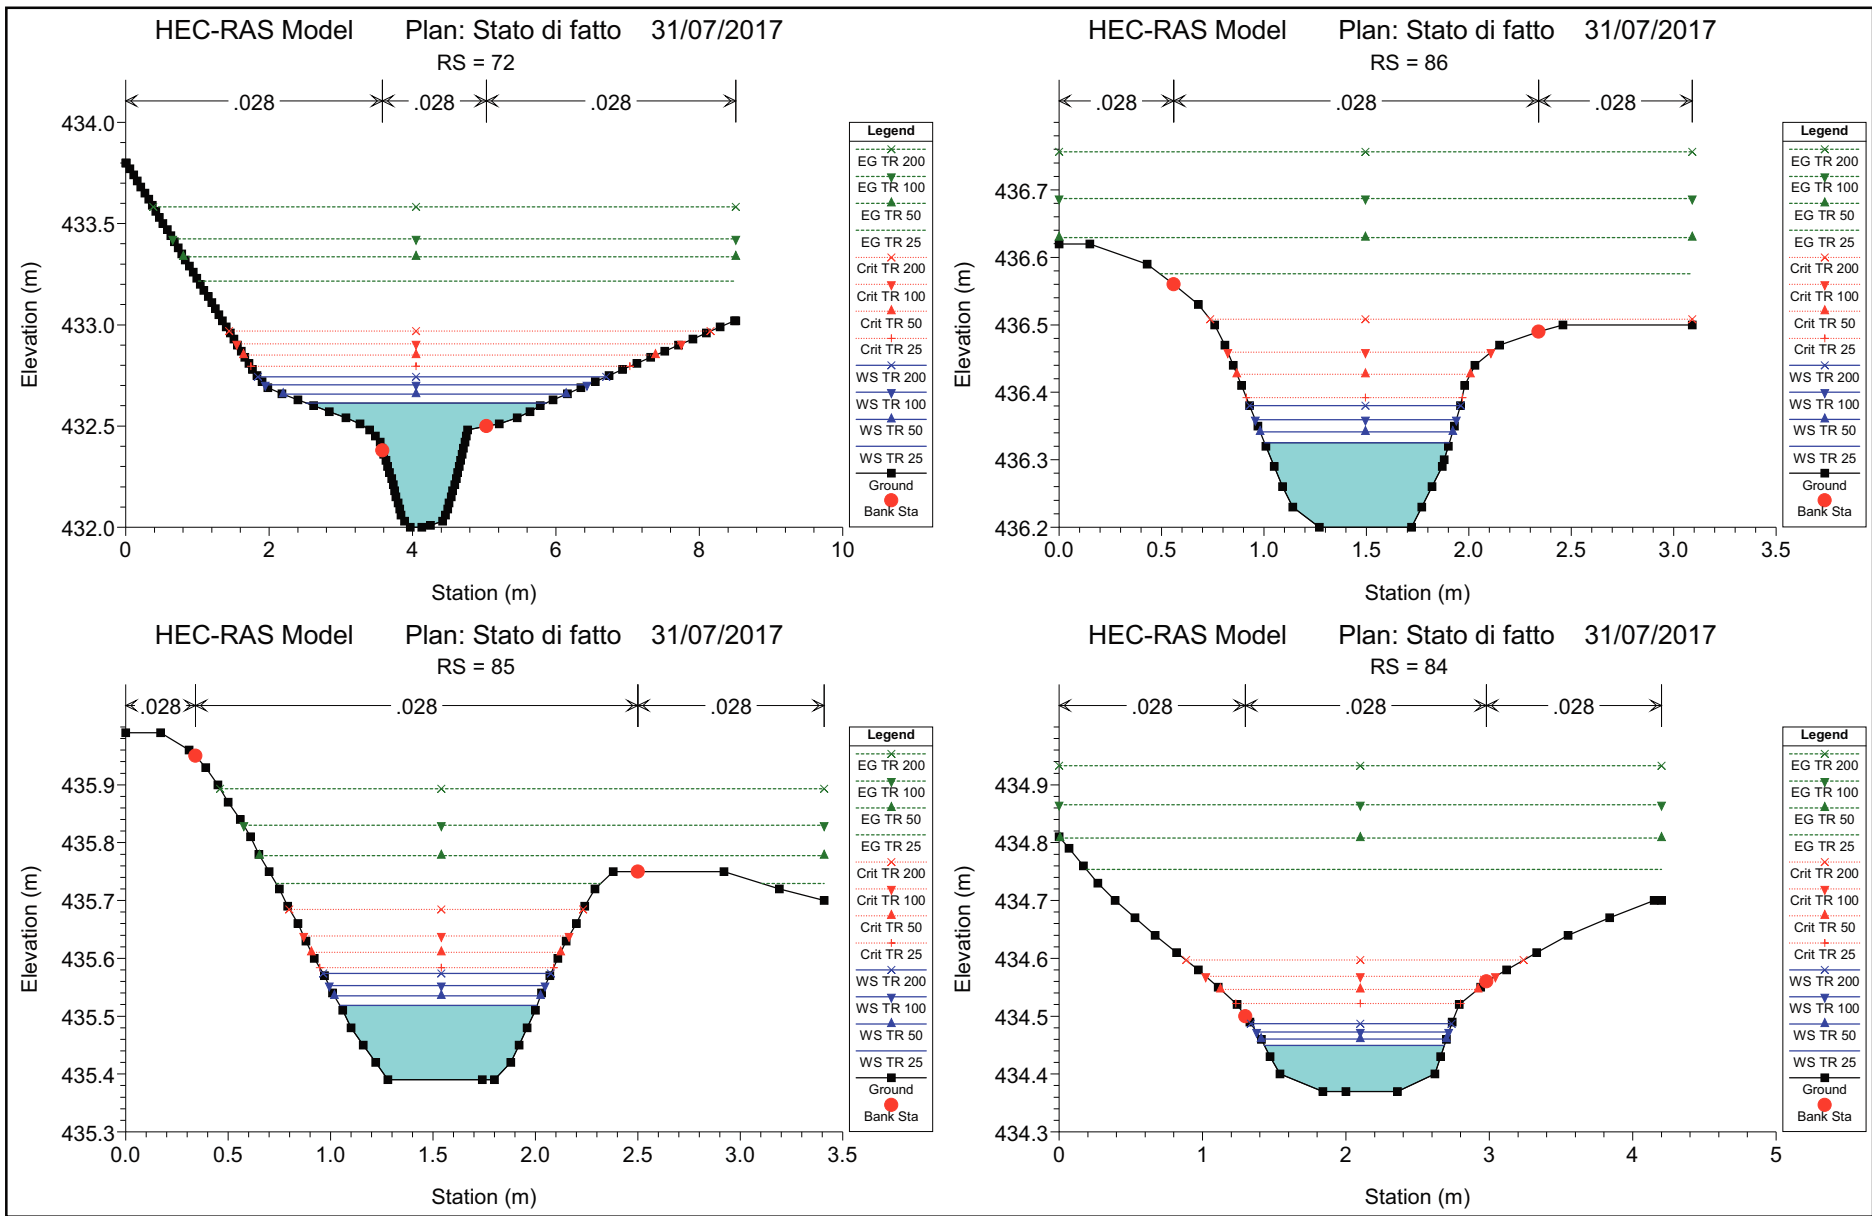 HEC-RAS Model Plan: Stato di fatto 31/07/2017
RS = 72
.028 .028 .028
434.0
433.5
433.0
432.5
432.0
0 2 4 6 8 10
Elevation (m)
Station (m)
Legend
EG TR 200
EG TR 100
EG TR 50
EG TR 25
Crit TR 200
Crit TR 100
Crit TR 50
Crit TR 25
WS TR 200
WS TR 100
WS TR 50
WS TR 25
Ground
Bank Sta
HEC-RAS Model Plan: Stato di fatto 31/07/2017
RS = 86
.028 .028 .028
436.7
436.6
436.5
436.4
436.3
436.2
0.0 0.5 1.0 1.5 2.0 2.5 3.0 3.5
Elevation (m)
Station (m)
Legend
EG TR 200
EG TR 100
EG TR 50
EG TR 25
Crit TR 200
Crit TR 100
Crit TR 50
Crit TR 25
WS TR 200
WS TR 100
WS TR 50
WS TR 25
Ground
Bank Sta
HEC-RAS Model Plan: Stato di fatto 31/07/2017
RS = 85
.028 .028 .028
435.9
435.8
435.7
435.6
435.5
435.4
435.3
0.0 0.5 1.0 1.5 2.0 2.5 3.0 3.5
Elevation (m)
Station (m)
Legend
EG TR 200
EG TR 100
EG TR 50
EG TR 25
Crit TR 200
Crit TR 100
Crit TR 50
Crit TR 25
WS TR 200
WS TR 100
WS TR 50
WS TR 25
Ground
Bank Sta
HEC-RAS Model Plan: Stato di fatto 31/07/2017
RS = 84
.028 .028 .028
434.9
434.8
434.7
434.6
434.5
434.4
434.3
0 1 2 3 4 5
Elevation (m)
Station (m)
Legend
EG TR 200
EG TR 100
EG TR 50
EG TR 25
Crit TR 200
Crit TR 100
Crit TR 50
Crit TR 25
WS TR 200
WS TR 100
WS TR 50
WS TR 25
Ground
Bank Sta